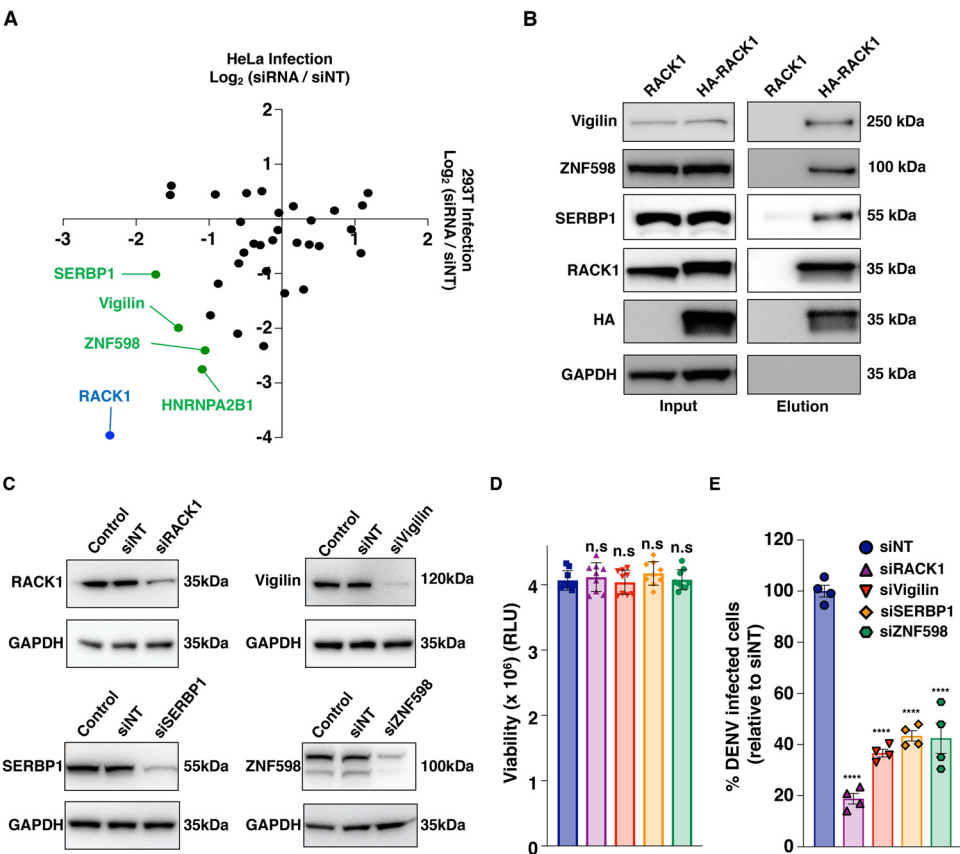 A
HeLa Infection
Log2 (siRNA / siNT)
2
1
-3
-2
-1
1
2
-1
-2
-3
-4
293T Infection
Log2 (siRNA / siNT)
SERBP1
Vigilin
ZNF598
RACK1
HNRNPA2B1
B
RACK1
HA-RACK1
RACK1
HA-RACK1
Vigilin
250 kDa
ZNF598
100 kDa
SERBP1
55 kDa
RACK1
35 kDa
HA
35 kDa
GAPDH
35 kDa
Input
Elution
C
Control
siNT
siRACK1
RACK1
35kDa
GAPDH
35kDa
Control
siNT
siVigilin
Vigilin
120kDa
GAPDH
35kDa
Control
siNT
siSERBP1
SERBP1
55kDa
GAPDH
35kDa
Control
siNT
siZNF598
ZNF598
100kDa
GAPDH
35kDa
D
Viability (x 10⁶) (RLU)
4
3
2
1
0
n.s
n.s
n.s
n.s
E
% DENV infected cells
(relative to siNT)
120
100
80
60
40
20
0
siNT
siRACK1
siVigilin
siSERBP1
siZNF598
****
****
****
****